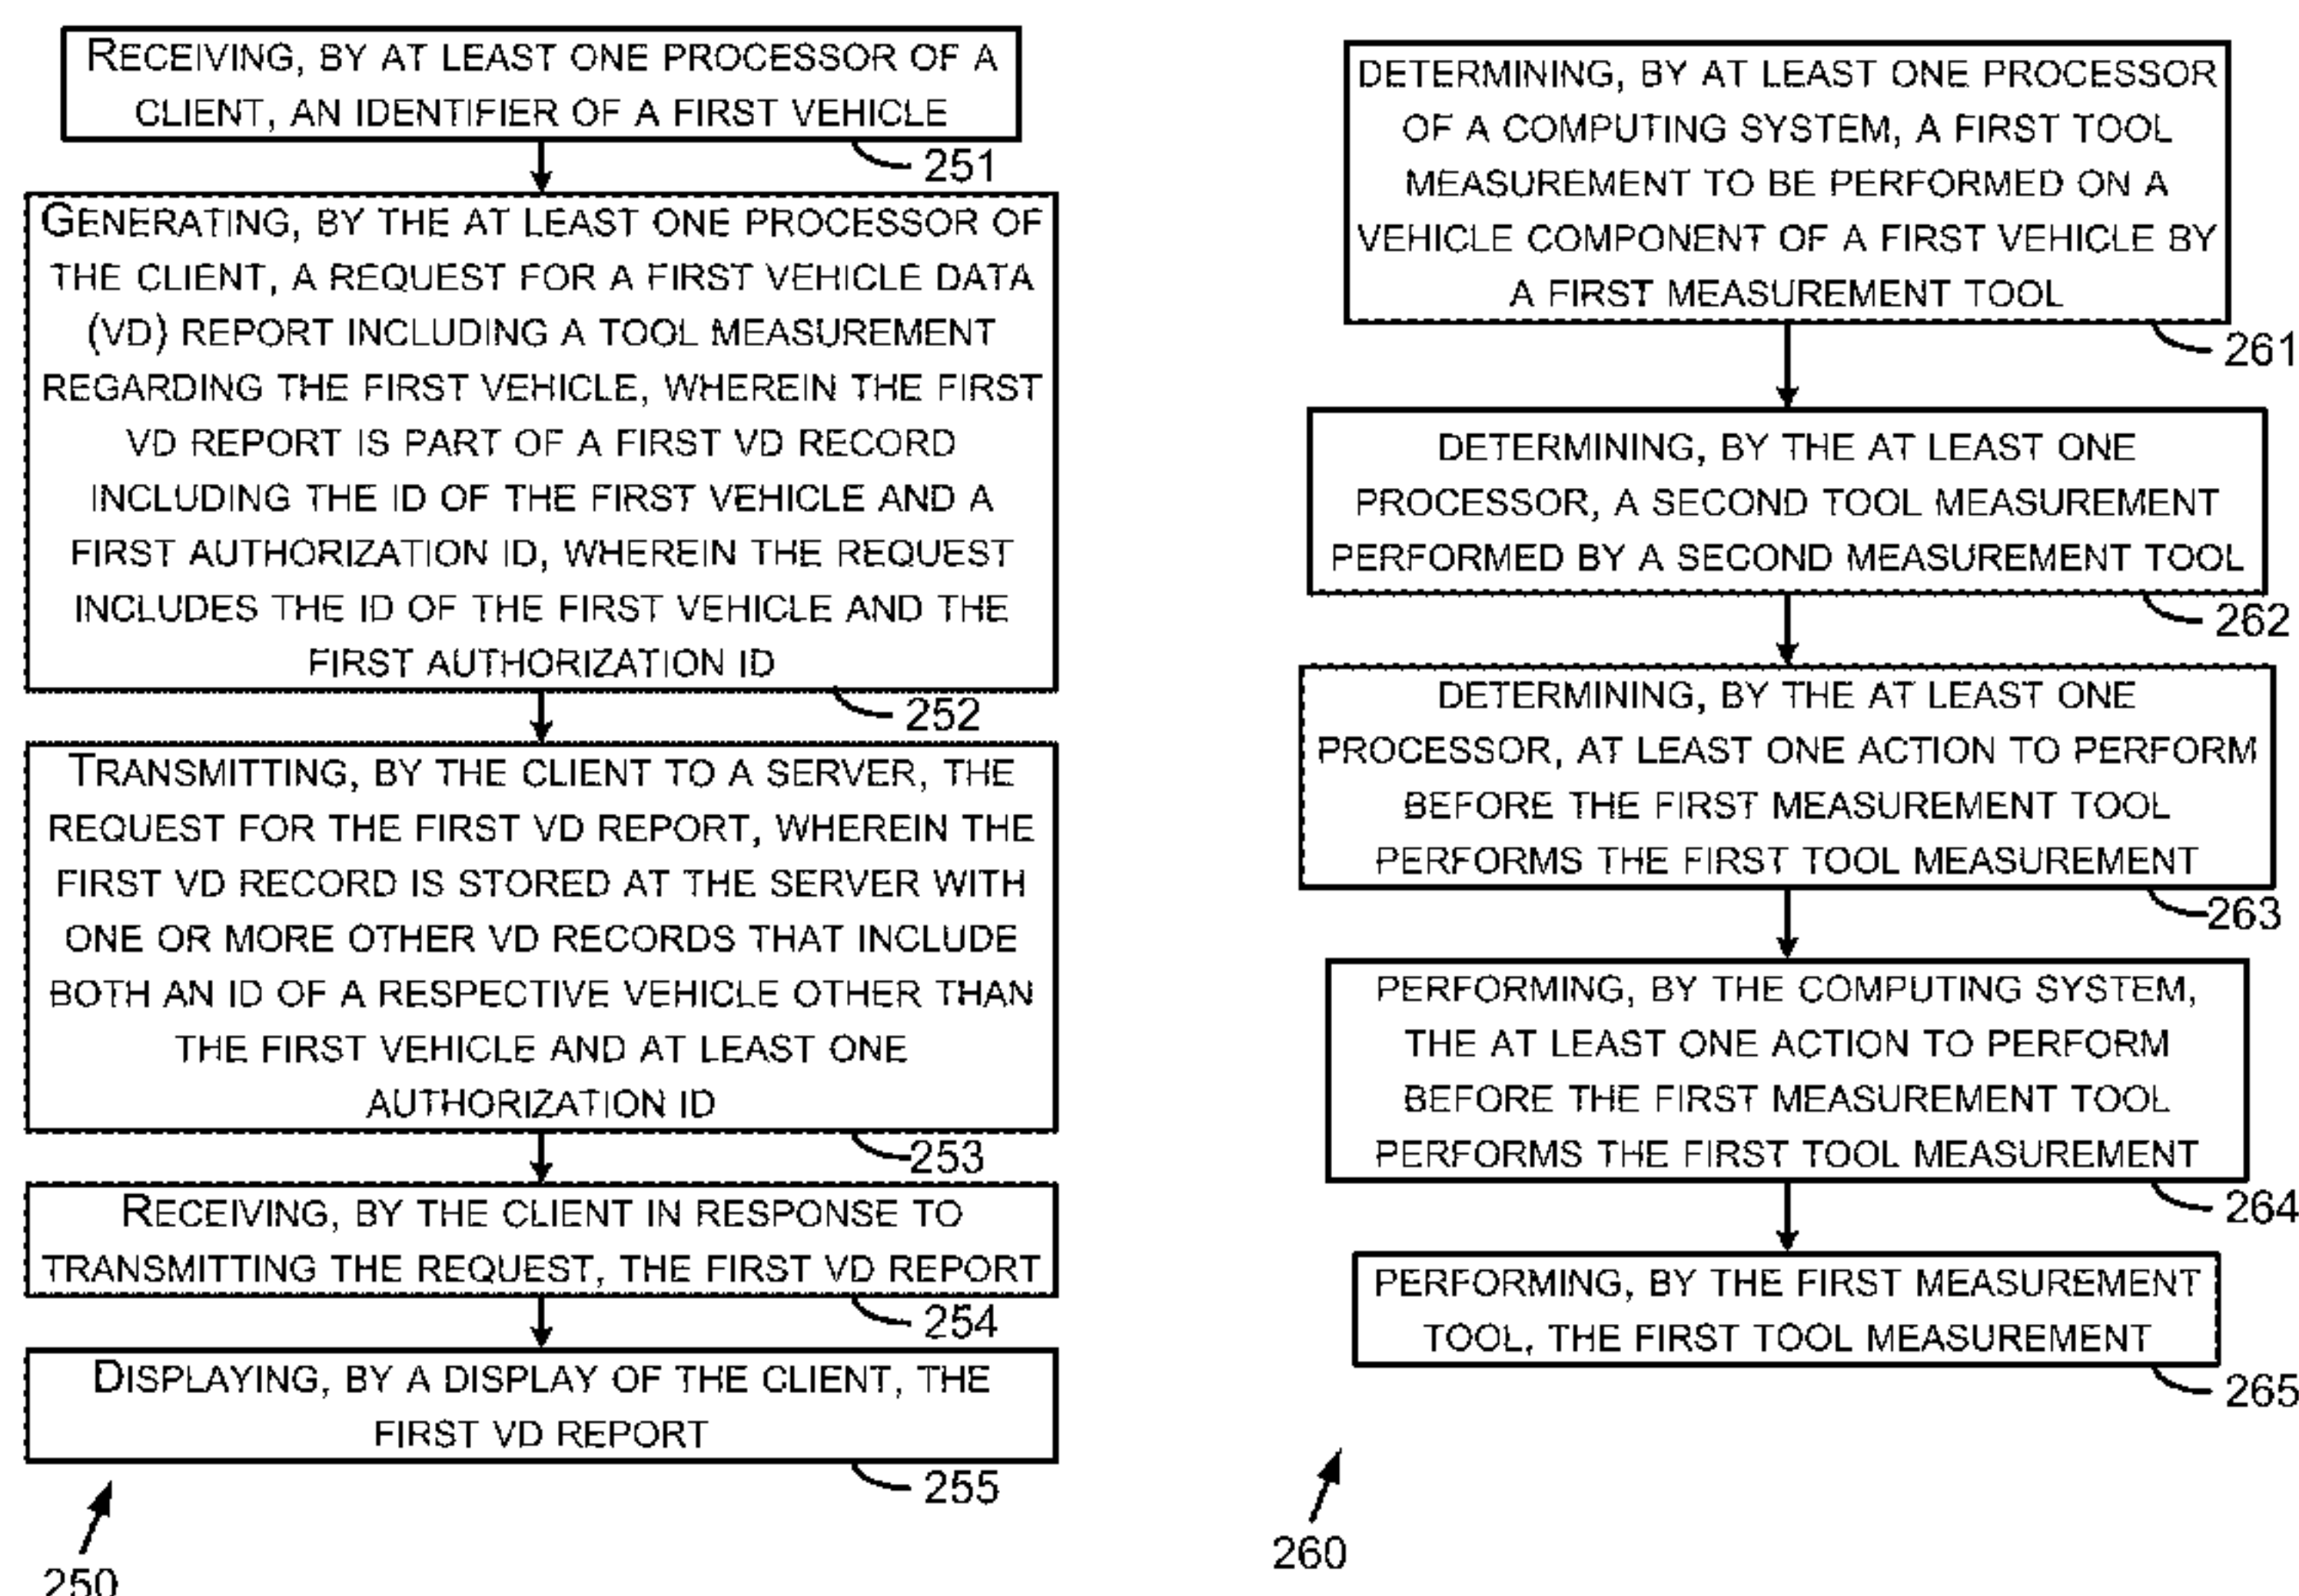 RECEIVING, BY AT LEAST ONE PROCESSOR OF A
CLIENT, AN IDENTIFIER OF A FIRST VEHICLE
251
GENERATING, BY THE AT LEAST ONE PROCESSOR OF
THE CLIENT, A REQUEST FOR A FIRST VEHICLE DATA
(VD) REPORT INCLUDING A TOOL MEASUREMENT
REGARDING THE FIRST VEHICLE, WHEREIN THE FIRST
VD REPORT IS PART OF A FIRST VD RECORD
INCLUDING THE ID OF THE FIRST VEHICLE AND A
FIRST AUTHORIZATION ID, WHEREIN THE REQUEST
INCLUDES THE ID OF THE FIRST VEHICLE AND THE
FIRST AUTHORIZATION ID
252
TRANSMITTING, BY THE CLIENT TO A SERVER, THE
REQUEST FOR THE FIRST VD REPORT, WHEREIN THE
FIRST VD RECORD IS STORED AT THE SERVER WITH
ONE OR MORE OTHER VD RECORDS THAT INCLUDE
BOTH AN ID OF A RESPECTIVE VEHICLE OTHER THAN
THE FIRST VEHICLE AND AT LEAST ONE
AUTHORIZATION ID
253
RECEIVING, BY THE CLIENT IN RESPONSE TO
TRANSMITTING THE REQUEST, THE FIRST VD REPORT
254
DISPLAYING, BY A DISPLAY OF THE CLIENT, THE
FIRST VD REPORT
255
250
DETERMINING, BY AT LEAST ONE PROCESSOR
OF A COMPUTING SYSTEM, A FIRST TOOL
MEASUREMENT TO BE PERFORMED ON A
VEHICLE COMPONENT OF A FIRST VEHICLE BY
A FIRST MEASUREMENT TOOL
261
DETERMINING, BY THE AT LEAST ONE
PROCESSOR, A SECOND TOOL MEASUREMENT
PERFORMED BY A SECOND MEASUREMENT TOOL
262
DETERMINING, BY THE AT LEAST ONE
PROCESSOR, AT LEAST ONE ACTION TO PERFORM
BEFORE THE FIRST MEASUREMENT TOOL
PERFORMS THE FIRST TOOL MEASUREMENT
263
PERFORMING, BY THE COMPUTING SYSTEM,
THE AT LEAST ONE ACTION TO PERFORM
BEFORE THE FIRST MEASUREMENT TOOL
PERFORMS THE FIRST TOOL MEASUREMENT
264
PERFORMING, BY THE FIRST MEASUREMENT
TOOL, THE FIRST TOOL MEASUREMENT
265
260